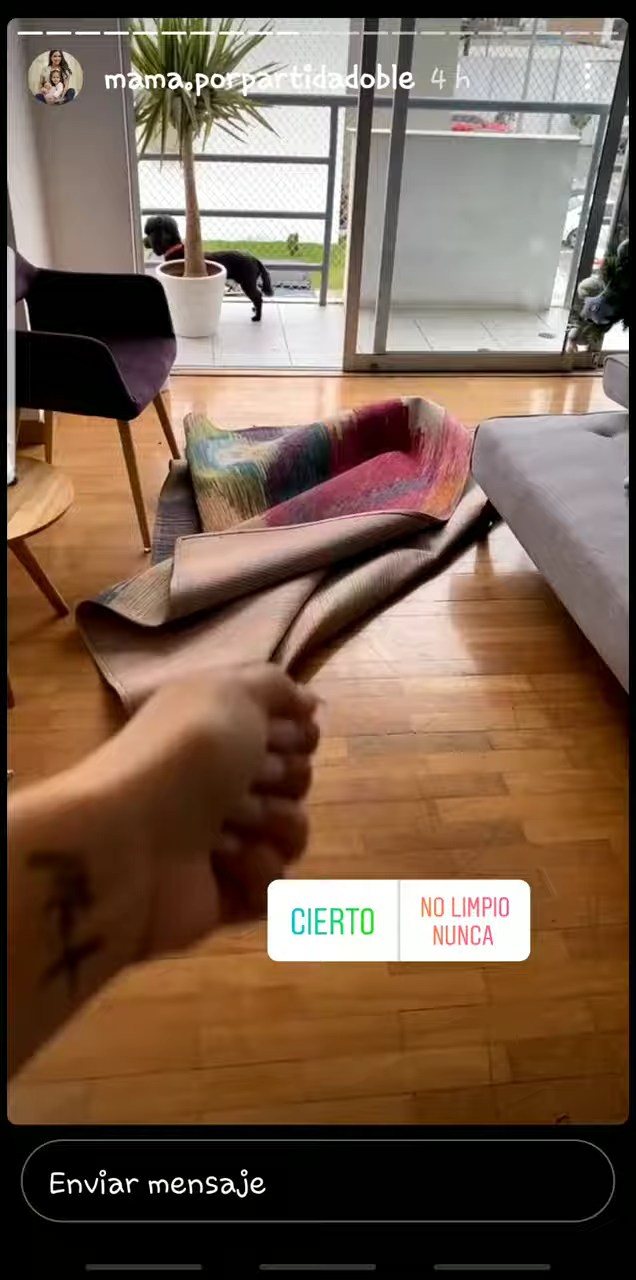 mama.porpartidadoble 4 h
CIERTO
NO LIMPIO
NUNCA
Enviar mensaje